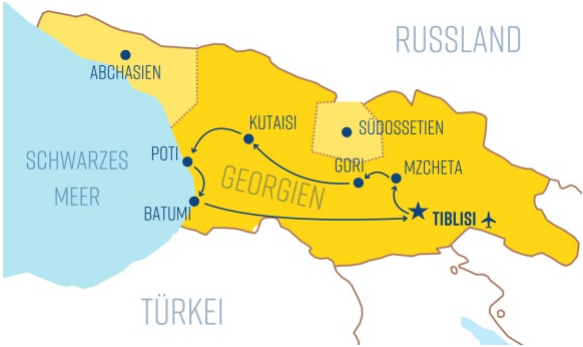 RUSSLAND
ABCHASIEN
KUTAISI
SÜDOSSETIEN
POTI
SCHWARZES
MEER
GORI
MZCHETA
GEORGIEN
BATUMI
TIBLISI
TÜRKEI